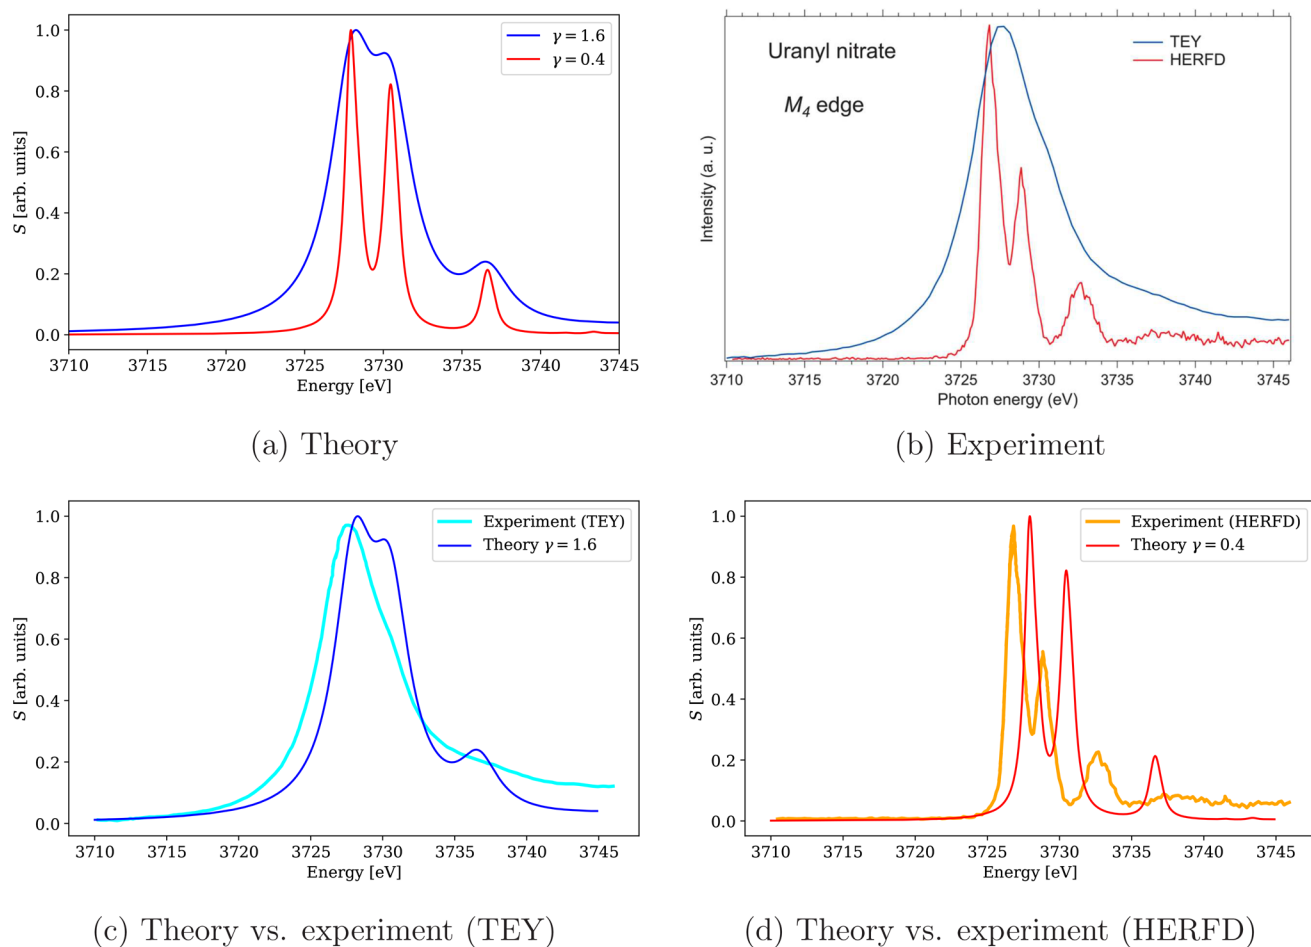 γ = 1.6
γ = 0.4
1.0
0.8
0.6
0.4
0.2
0.0
S [arb. units]
3710 3715 3720 3725 3730 3735 3740 3745
Energy [eV]
(a) Theory
Uranyl nitrate
M4 edge
TEY
HERFD
Intensity (a. u.)
3710 3715 3720 3725 3730 3735 3740 3745
Photon energy (eV)
(b) Experiment
Experiment (TEY)
Theory γ = 1.6
1.0
0.8
0.6
0.4
0.2
0.0
S [arb. units]
3710 3715 3720 3725 3730 3735 3740 3745
Energy [eV]
(c) Theory vs. experiment (TEY)
Experiment (HERFD)
Theory γ = 0.4
1.0
0.8
0.6
0.4
0.2
0.0
S [arb. units]
3710 3715 3720 3725 3730 3735 3740 3745
Energy [eV]
(d) Theory vs. experiment (HERFD)